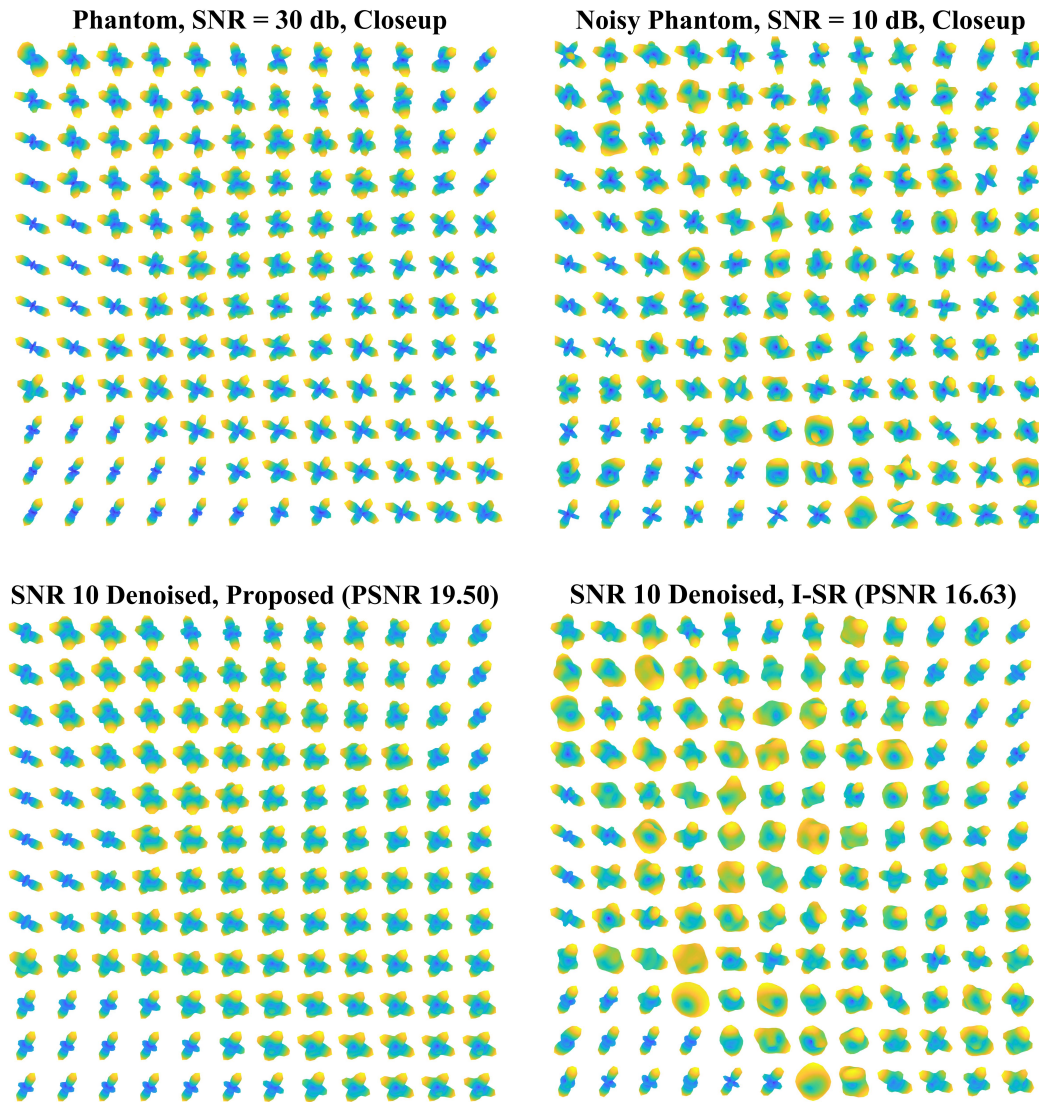 Phantom, SNR = 30 db, Closeup
Noisy Phantom, SNR = 10 dB, Closeup
SNR 10 Denoised, Proposed (PSNR 19.50)
SNR 10 Denoised, I-SR (PSNR 16.63)